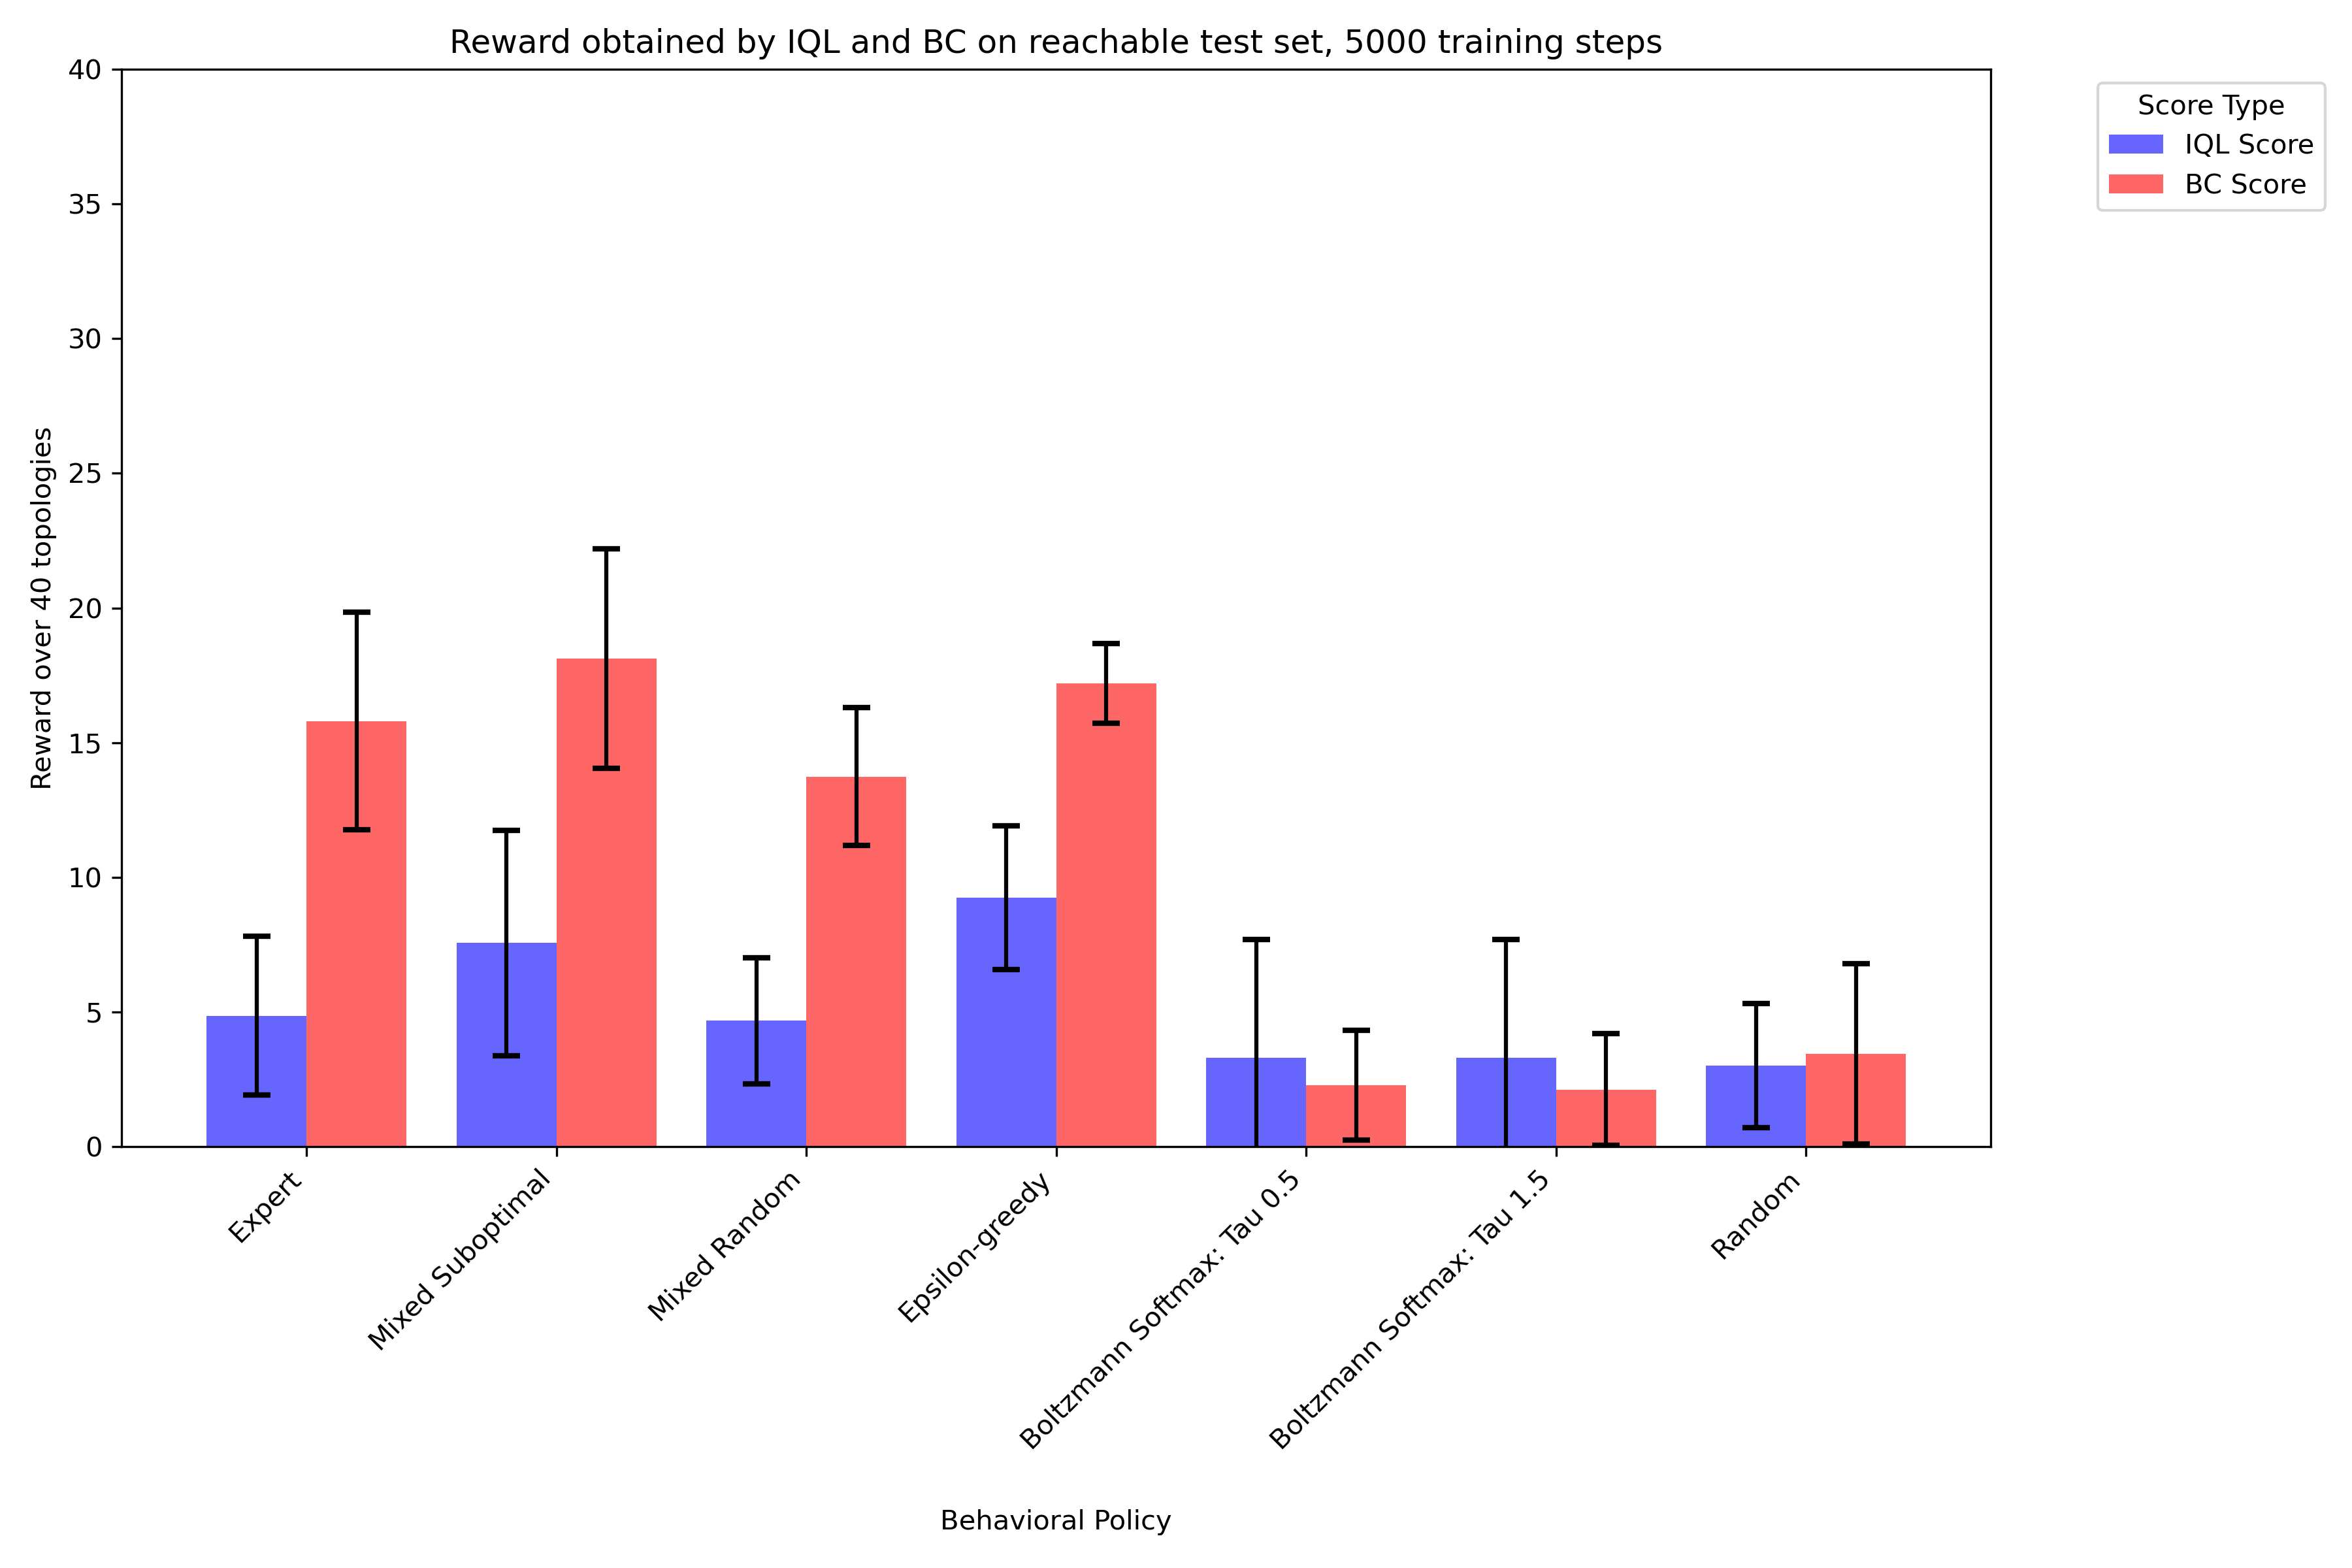 Reward obtained by IQL and BC on reachable test set, 5000 training steps
Score Type
IQL Score
BC Score
Reward over 40 topologies
40
35
30
25
20
15
10
5
0
Expert
Mixed Suboptimal
Mixed Random
Epsilon-greedy
Boltzmann Softmax: Tau 0.5
Boltzmann Softmax: Tau 1.5
Random
Behavioral Policy